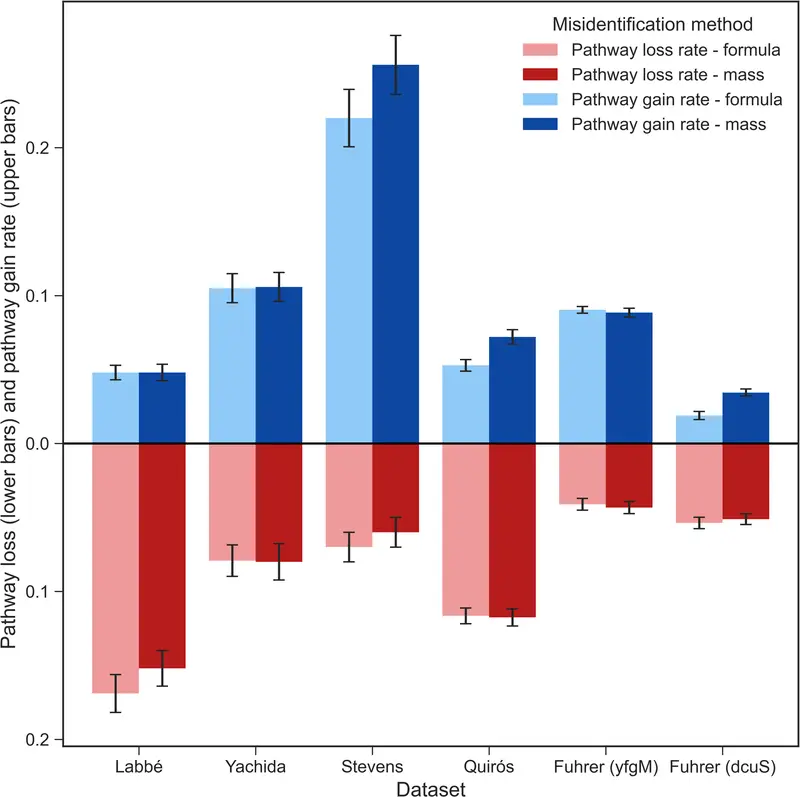 Misidentification method
Pathway loss rate - formula
Pathway loss rate - mass
Pathway gain rate - formula
Pathway gain rate - mass
Pathway loss (lower bars) and pathway gain rate (upper bars)
0.2
0.1
0.0
0.1
0.2
Labbé Yachida Stevens Quirós Fuhrer (yfgM) Fuhrer (dcuS)
Dataset